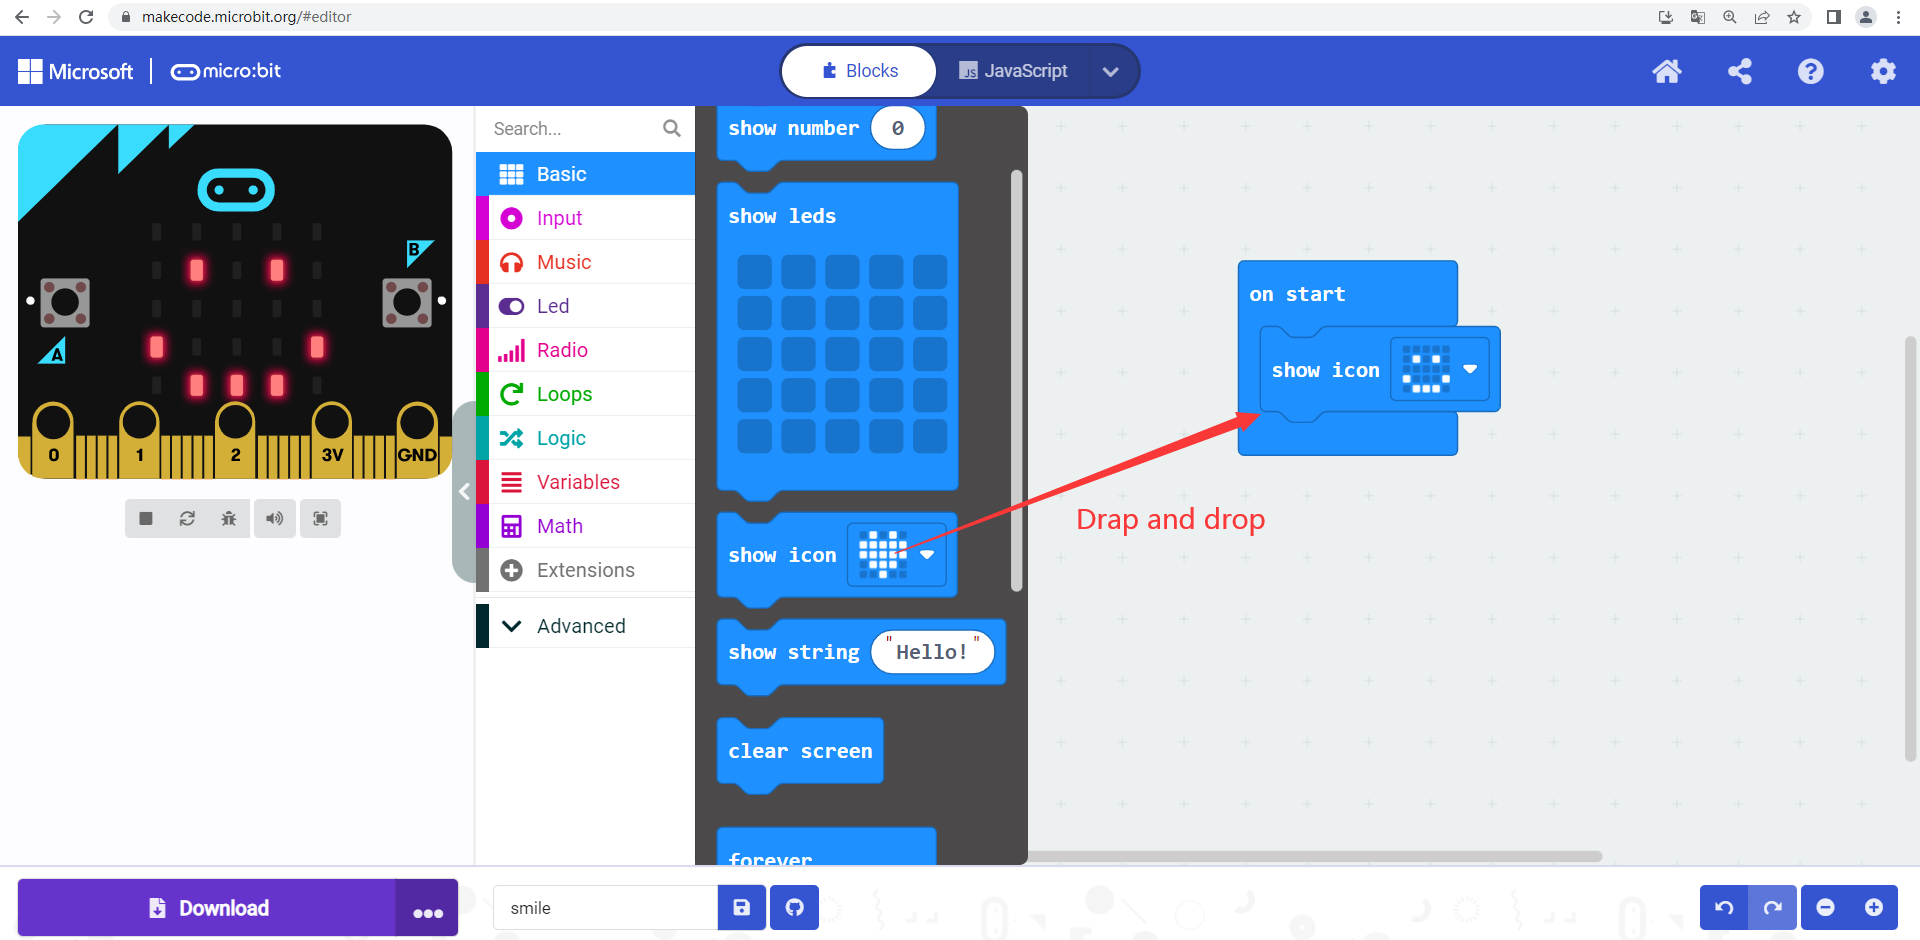 makecode.microbit.org/#editor
Microsoft
micro:bit
Blocks
JS
JavaScript
B
A
0
1
2
3V
GND
Search...
Basic
Input
Music
Led
Radio
Loops
Logic
Variables
Math
Extensions
Advanced
show number 0
show leds
show icon
show string "Hello!"
clear screen
forever
on start
show icon
Drap and drop
Download
smile